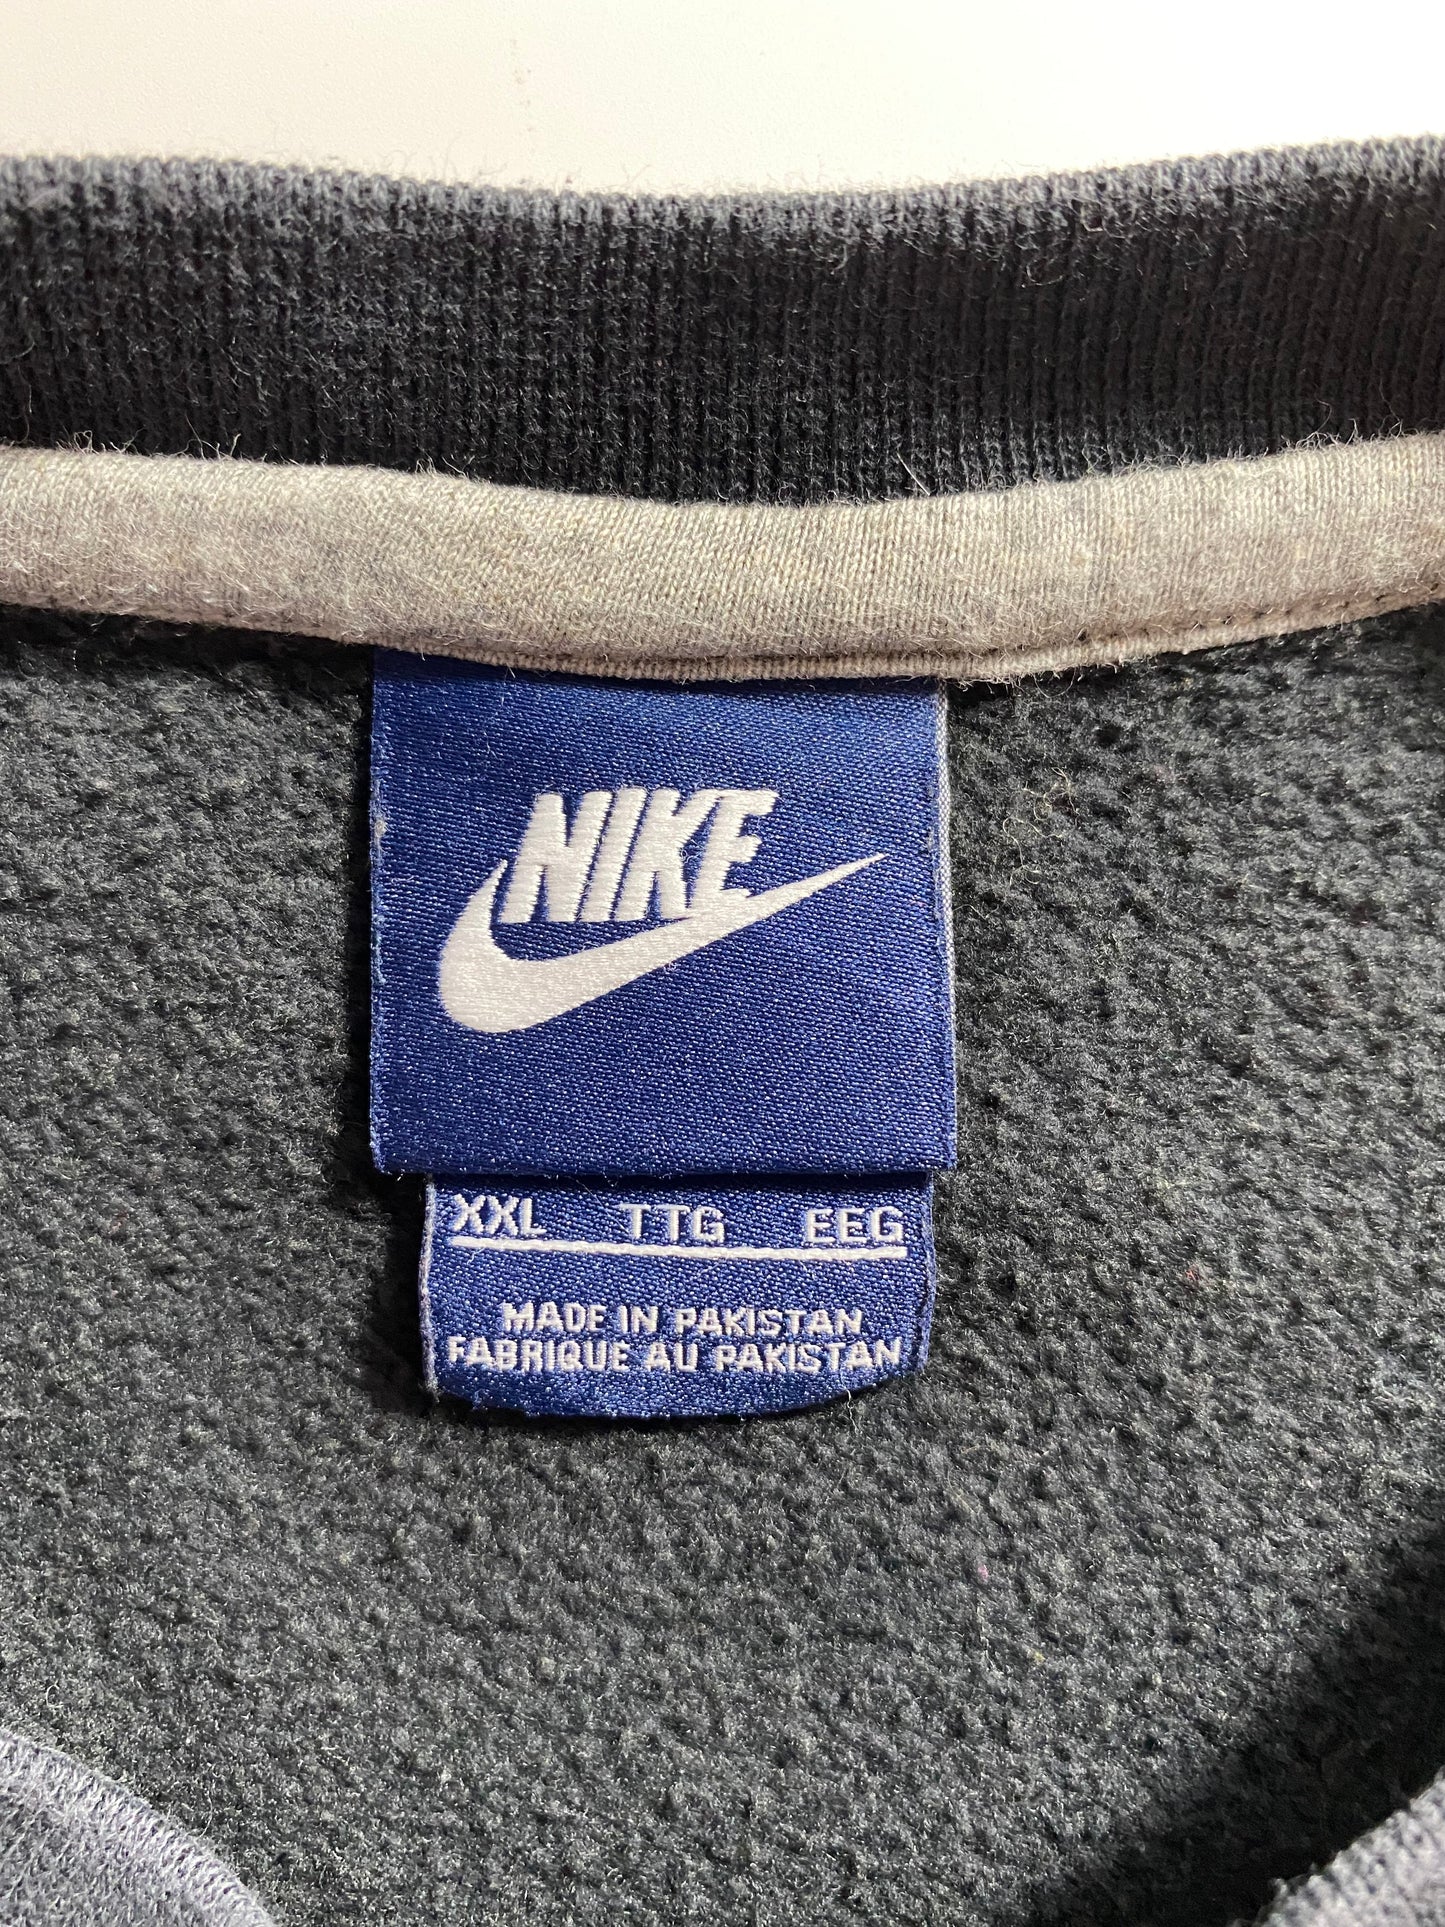 NIKE
XXL TTG EEG
MADE IN PAKISTAN
FABRIQUE AU PAKISTAN